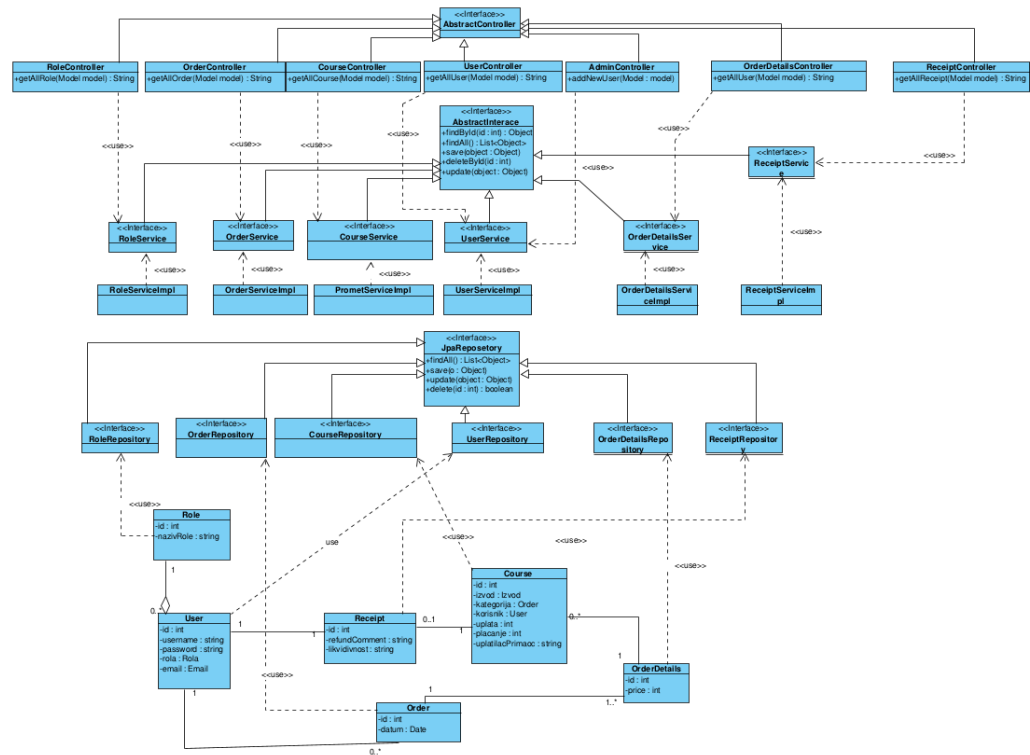 <<Interface>>
AbstractController
RoleController
+getAllRole(Model model) : String
OrderController
+getAllOrder(Model model) : String
CourseController
+getAllCourse(Model model) : String
UserController
+getAllUser(Model model) : String
AdminController
+addNewUser(Model : model)
OrderDetailsController
+getAllUser(Model model) : String
ReceiptController
+getAllReceipt(Model model) : String
<<Interface>>
AbstractInterace
+findById(id : int) : Object
+findAll() : List<Object>
+save(object : Object)
+deleteById(id : int)
+update(object : Object)
<<use>>
<<use>>
<<use>>
<<use>>
<<use>>
<<use>>
<<use>>
<<Interface>>
ReceiptServic
e
<<Interface>>
RoleService
<<Interface>>
OrderService
<<Interface>>
CourseService
<<Interface>>
UserService
<<Interface>>
OrderDetailsSer
vice
<<use>>
<<use>>
<<use>>
<<use>>
<<use>>
<<use>>
RoleServiceImpl
OrderServiceImpl
PrometServiceImpl
UserServiceImpl
OrderDetailsServi
ceImpl
ReceiptServiceIm
pl
<<Interface>>
JpaReposetory
+findAll() : List<Object>
+save(o : Object)
+update(object : Object)
+delete(id : int) : boolean
<<Interface>>
RoleRepository
<<Interface>>
OrderRepository
<<Interface>>
CourseRepository
<<Interface>>
UserRepository
<<Interface>>
OrderDetailsRepo
sitory
<<Interface>>
ReceiptRepositor
y
<<use>>
Role
-id : int
-nazivRole : string
use
<<use>>
<<use>>
<<use>>
1
0..*
User
-id : int
-username : string
-password : string
-rola : Rola
-email : Email
1
1
Receipt
-id : int
-refundComment : string
-likvidivnost : string
0..1
1
Course
-id : int
-izvod : Izvod
-kategorija : Order
-korisnik : User
-uplata : int
-placanje : int
-uplatilacPrimaoc : string
0..*
1
OrderDetails
-id : int
-price : int
<<use>>
1
1..*
Order
-id : int
-datum : Date
1
0..*